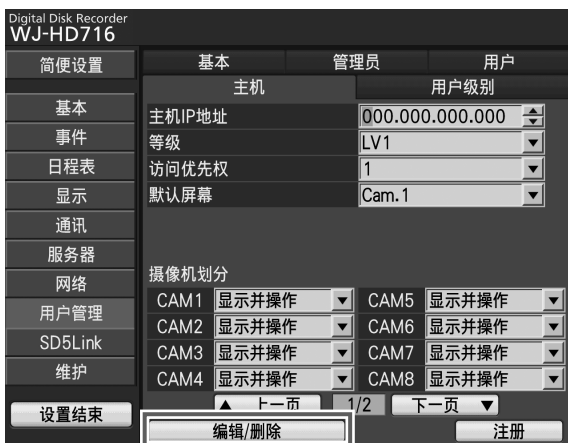 Digital Disk Recorder
WJ-HD716
简便设置
基本
事件
日程表
显示
通讯
服务器
网络
用户管理
SD5Link
维护
设置结束
基本 管理员 用户
主机 用户级别
主机IP地址 000.000.000.000
等级 LV1
访问优先权 1
默认屏幕 Cam.1
摄像机划分
CAM1 显示并操作 CAM5 显示并操作
CAM2 显示并操作 CAM6 显示并操作
CAM3 显示并操作 CAM7 显示并操作
CAM4 显示并操作 CAM8 显示并操作
▲ 上一页 1/2 下一页 ▼
编辑/删除 注册